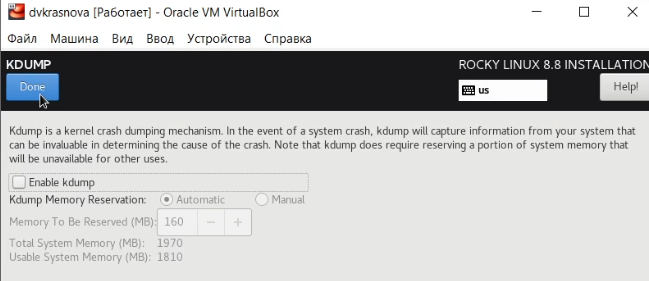 dvkrasnova [Работает] - Oracle VM VirtualBox
Файл Машина Вид Ввод Устройства Справка
KDUMP
ROCKY LINUX 8.8 INSTALLATION
Done
us
Help!
Kdump is a kernel crash dumping mechanism. In the event of a system crash, kdump will capture information from your system that
can be invaluable in determining the cause of the crash. Note that kdump does require reserving a portion of system memory that
will be unavailable for other uses.
Enable kdump
Kdump Memory Reservation: Automatic Manual
Memory To Be Reserved (MB): 160 − +
Total System Memory (MB): 1970
Usable System Memory (MB): 1810